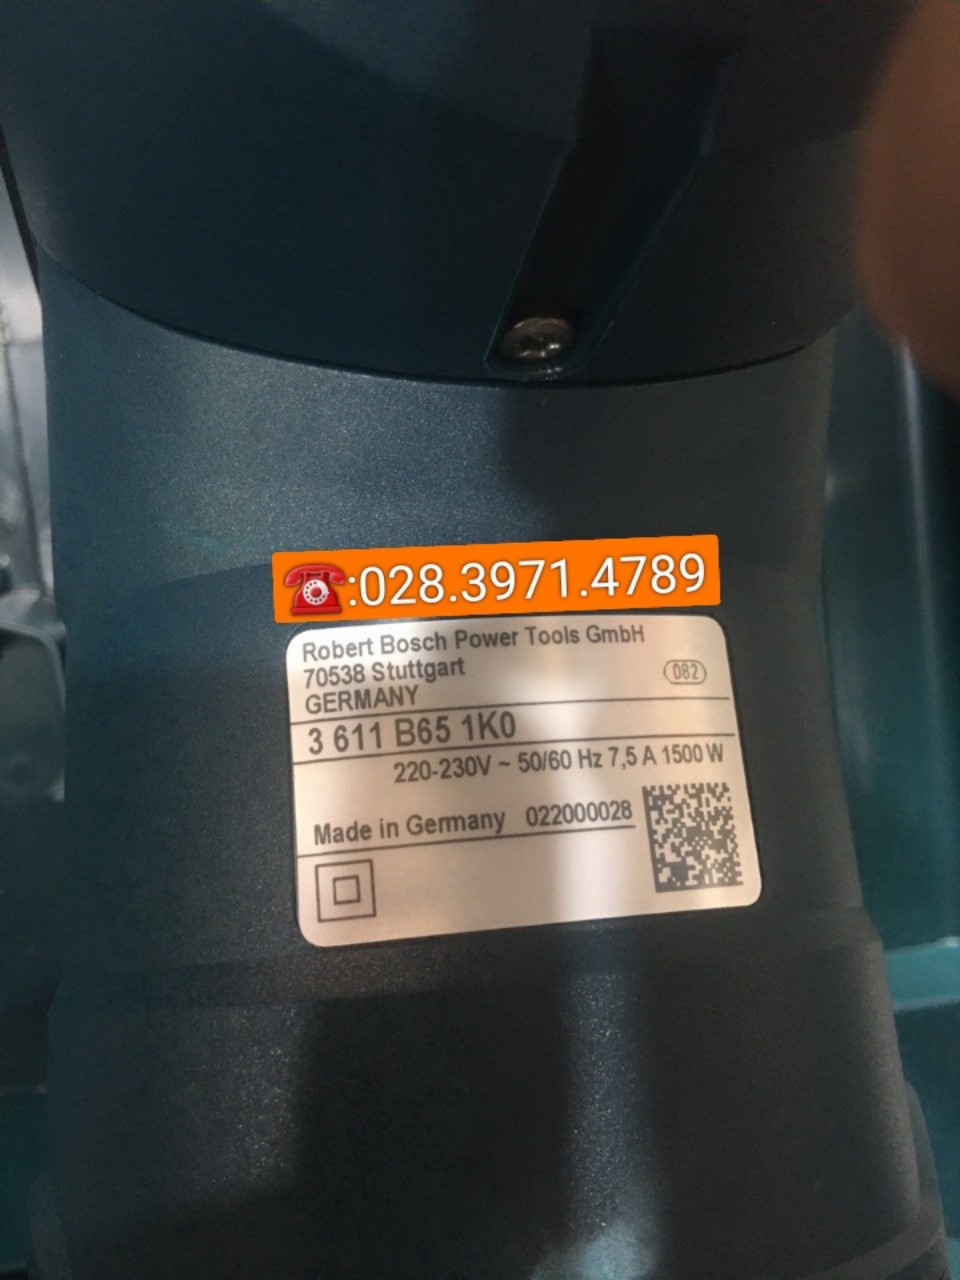 ☎:028.3971.4789
Robert Bosch Power Tools GmbH
70538 Stuttgart
082
GERMANY
3 611 B65 1K0
220-230V ~ 50/60 Hz 7,5 A 1500 W
Made in Germany 022000028